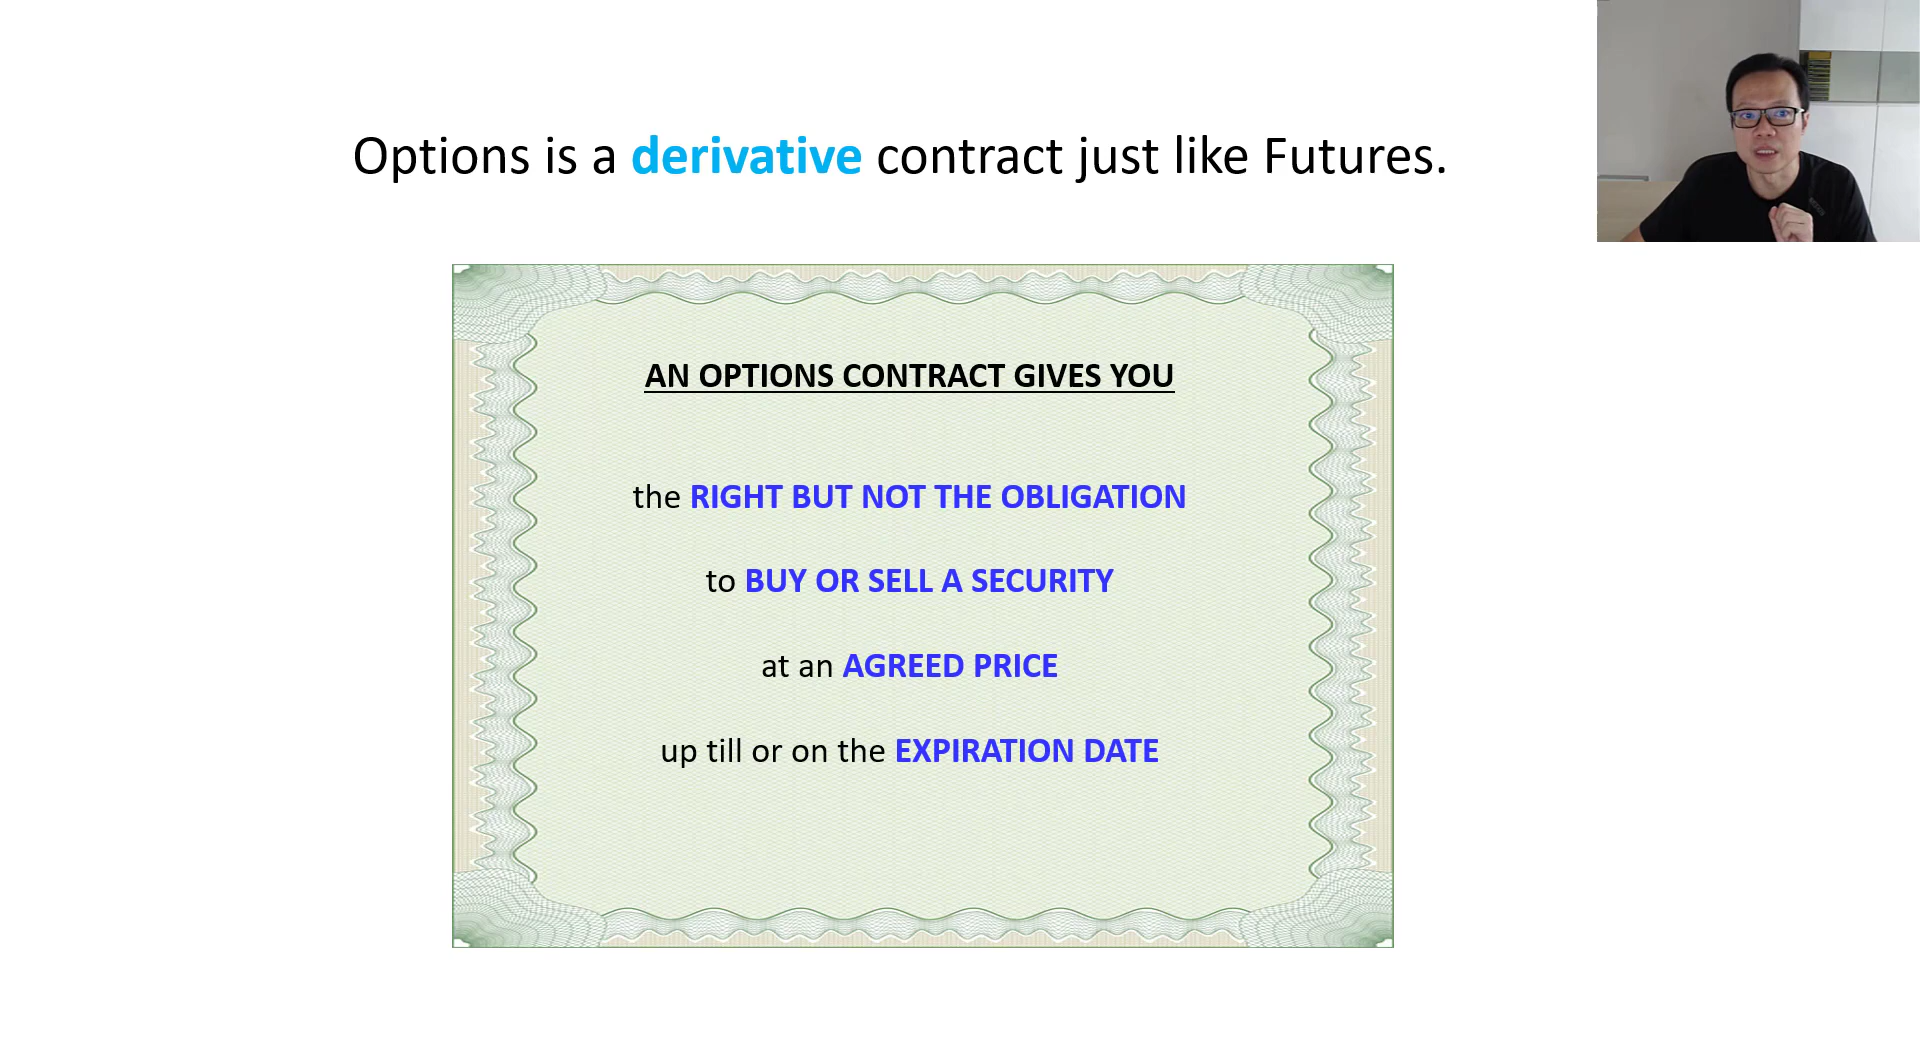 Options is a derivative contract just like Futures.
AN OPTIONS CONTRACT GIVES YOU
the RIGHT BUT NOT THE OBLIGATION
to BUY OR SELL A SECURITY
at an AGREED PRICE
up till or on the EXPIRATION DATE